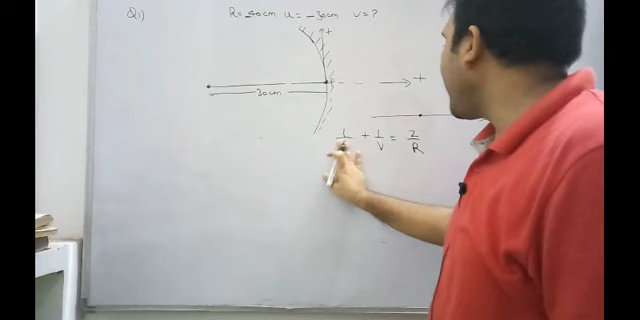 Q1) R=-40cm u= -30cm v=?
+
+
30cm
1/u + 1/v = 2/R